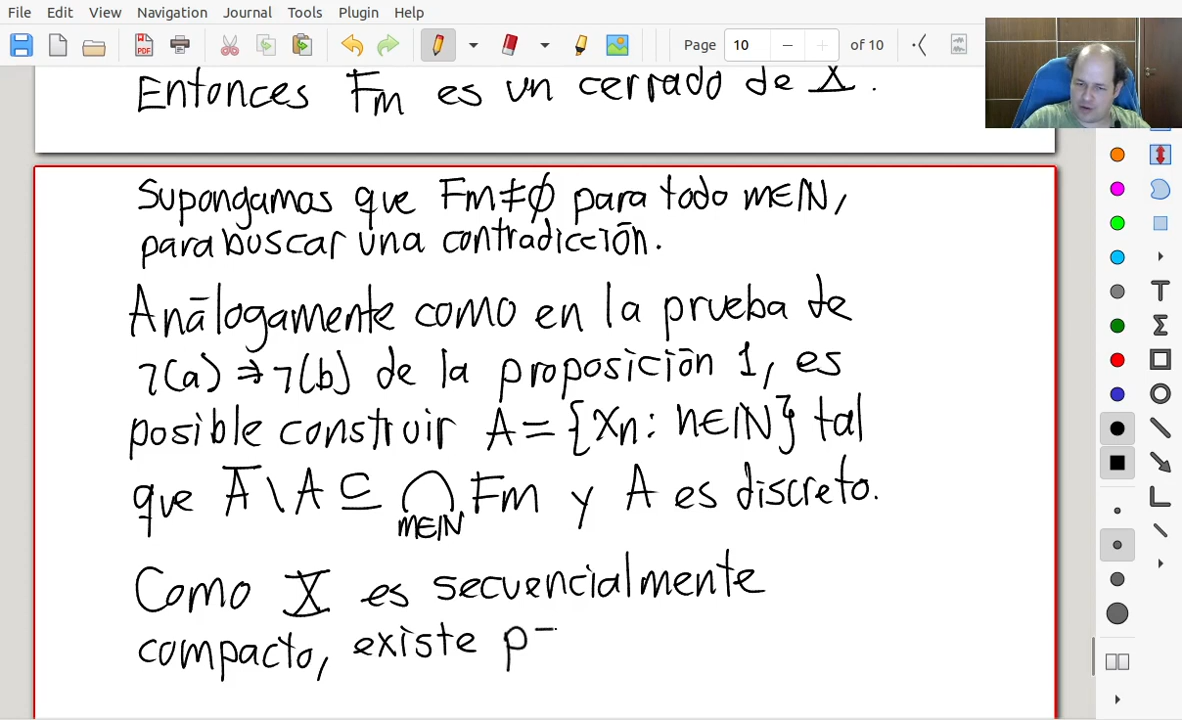 File Edit View Navigation Journal Tools Plugin Help
Page 10 of 10
Entonces Fm es un cerrado de X.
Supongamos que Fm≠∅ para todo m∈ℕ,
para buscar una contradicción.
Análogamente como en la prueba de
¬(a) ⇒ ¬(b) de la proposición 1, es
posible construir A = {xn : n∈ℕ} tal
que A̅ \ A ⊆ ⋂ Fm y A es discreto.
m∈ℕ
Como X es secuencialmente
compacto, existe p